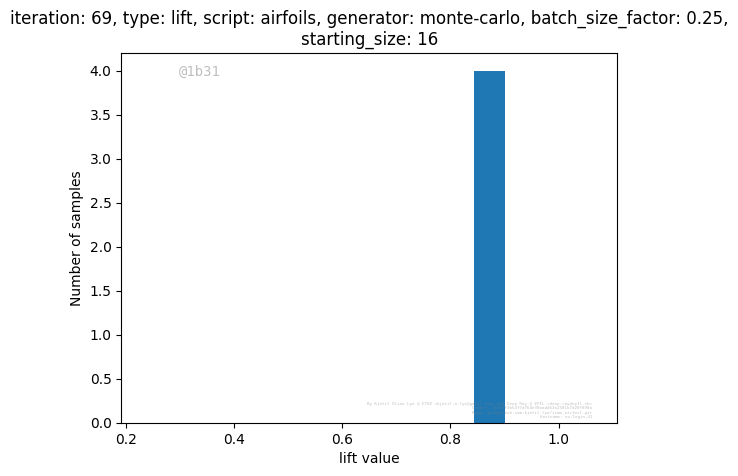 iteration: 69, type: lift, script: airfoils, generator: monte-carlo, batch_size_factor: 0.25,
starting_size: 16
@1b31
4.0
3.5
3.0
2.5
2.0
1.5
1.0
0.5
0.0
Number of samples
0.2 0.4 0.6 0.8 1.0
lift value